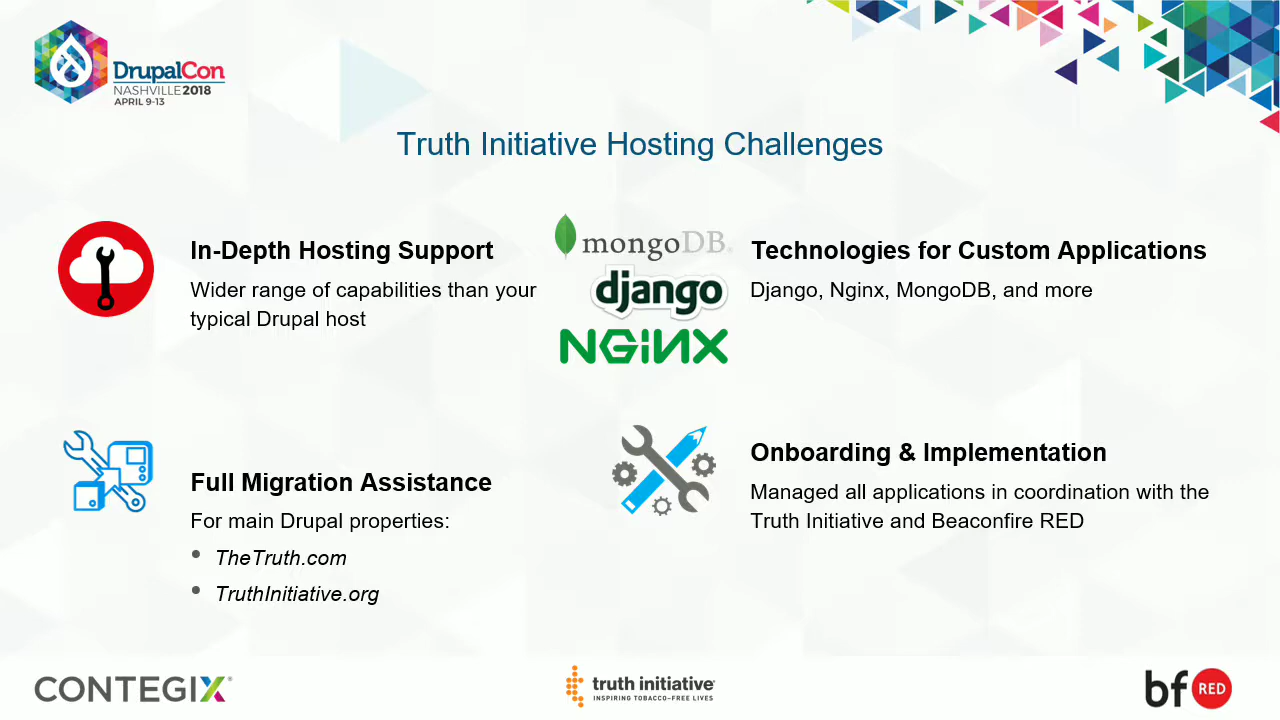 DrupalCon
NASHVILLE 2018
APRIL 9-13
Truth Initiative Hosting Challenges
In-Depth Hosting Support
Wider range of capabilities than your
typical Drupal host
mongoDB®
django
NGINX
Technologies for Custom Applications
Django, Nginx, MongoDB, and more
Full Migration Assistance
For main Drupal properties:
• TheTruth.com
• TruthInitiative.org
Onboarding & Implementation
Managed all applications in coordination with the
Truth Initiative and Beaconfire RED
CONTEGIX®
truth initiative®
INSPIRING TOBACCO-FREE LIVES
bf RED